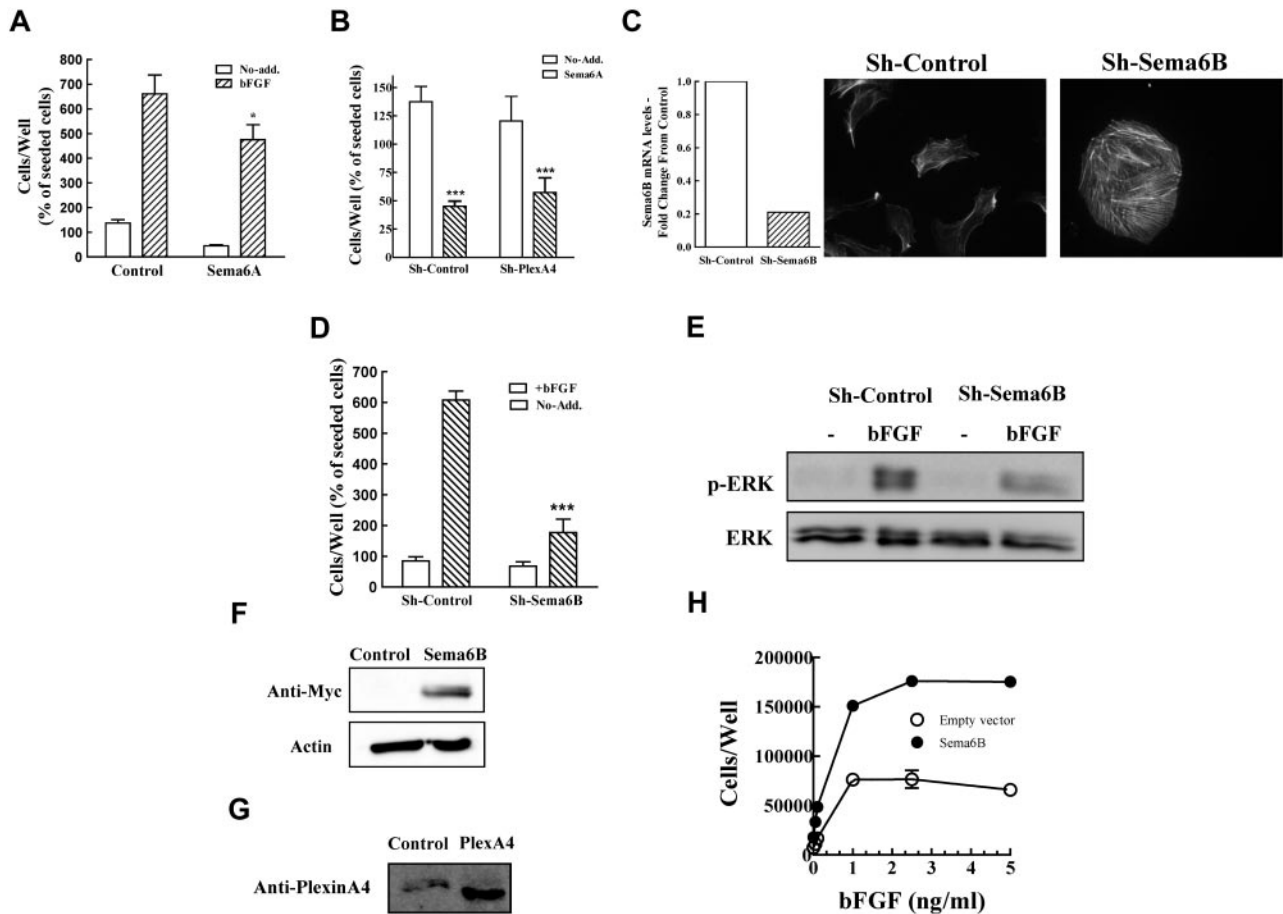 A
Cells/Well
(% of seeded cells)
800
700
600
500
400
300
200
100
0
No-add.
bFGF
*
Control
Sema6A
B
Cells/Well (% of seeded cells)
150
125
100
75
50
25
0
No-Add.
Sema6A
***
***
Sh-Control
Sh-PlexA4
C
Sema6B mRNA levels -
Fold Change From Control
1.0
0.8
0.6
0.4
0.2
0.0
Sh-Control
Sh-Sema6B
Sh-Control
Sh-Sema6B
D
Cells/Well (% of seeded cells)
700
600
500
400
300
200
100
0
+bFGF
No-Add.
***
Sh-Control
Sh-Sema6B
E
Sh-Control Sh-Sema6B
- bFGF - bFGF
p-ERK
ERK
F
Control Sema6B
Anti-Myc
Actin
G
Control PlexA4
Anti-PlexinA4
H
Cells/Well
200000
150000
100000
50000
0
Empty vector
Sema6B
0 1 2 3 4 5
bFGF (ng/ml)